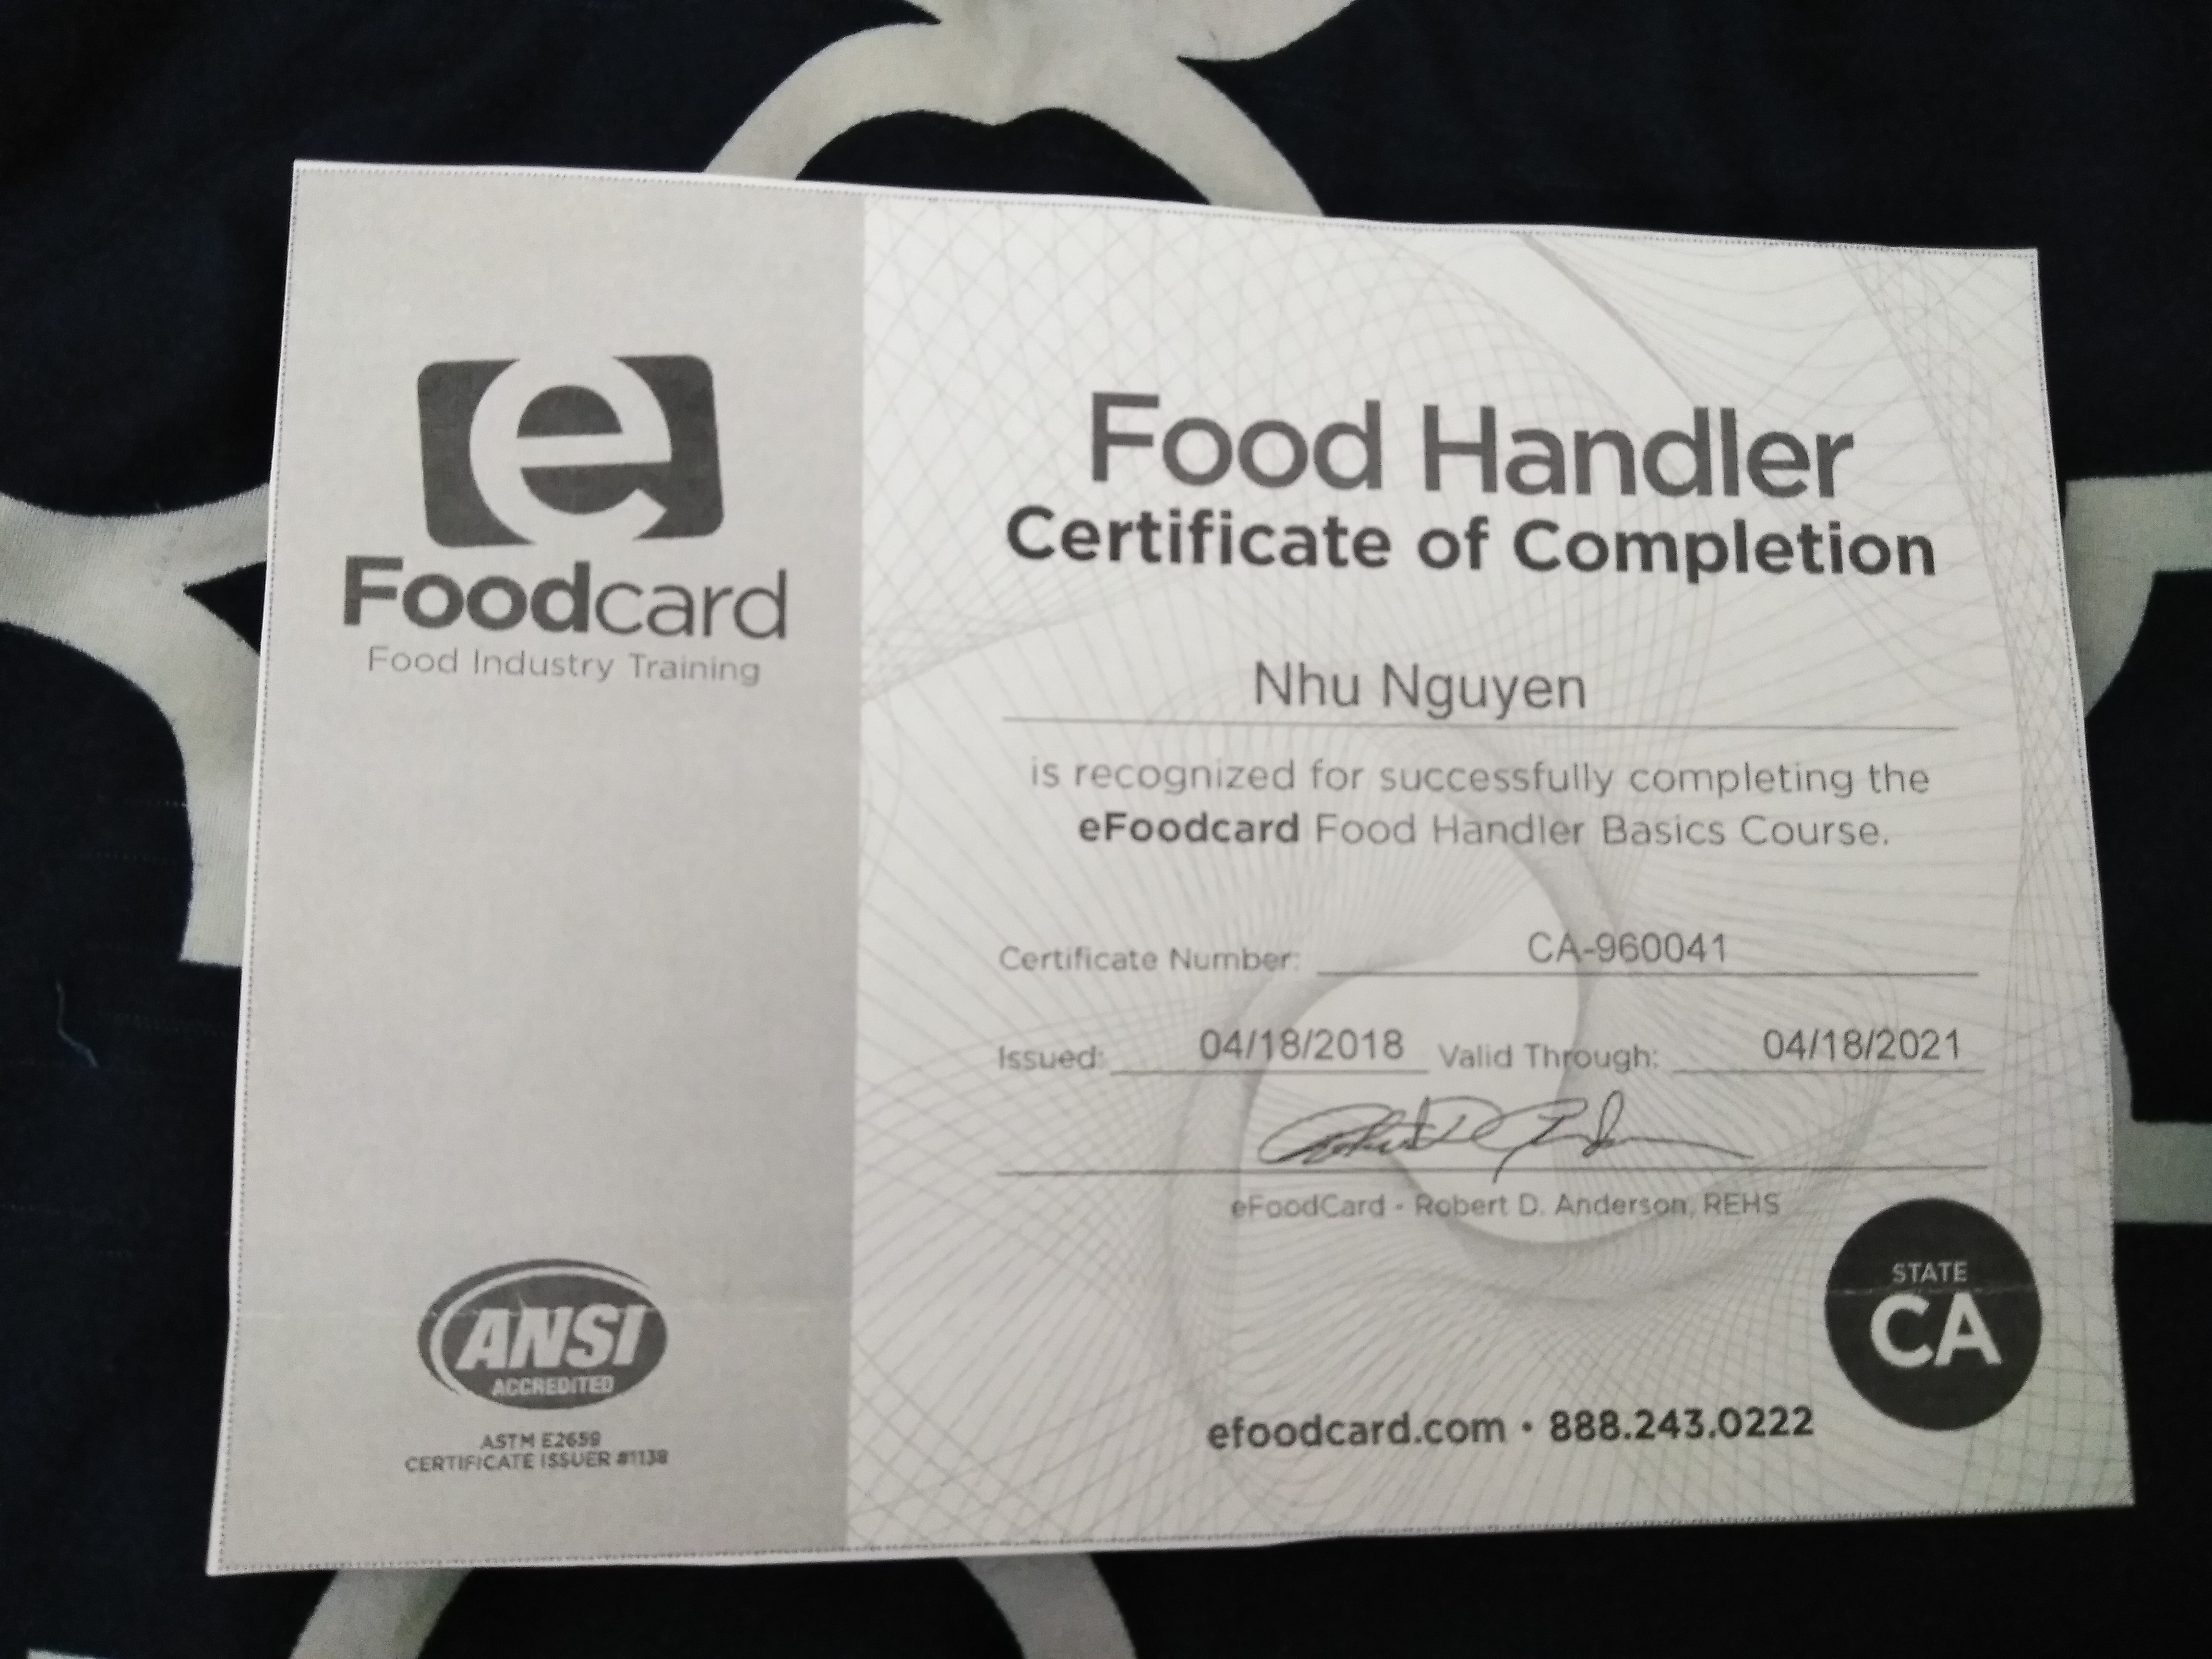 e
Foodcard
Food Industry Training
ANSI
ACCREDITED
ASTM E2659
CERTIFICATE ISSUER #1138
Food Handler
Certificate of Completion
Nhu Nguyen
is recognized for successfully completing the
eFoodcard Food Handler Basics Course.
Certificate Number: CA-960041
Issued: 04/18/2018 Valid Through: 04/18/2021
eFoodCard - Robert D. Anderson, REHS
STATE
CA
efoodcard.com • 888.243.0222